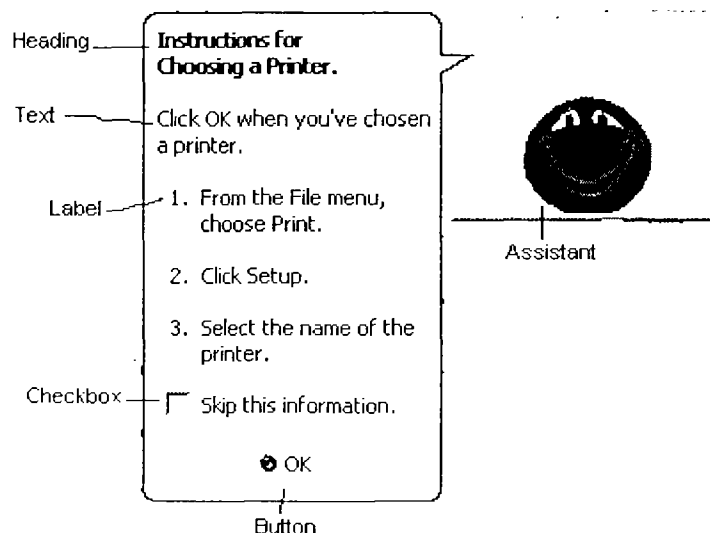 Heading
Instructions for
Choosing a Printer.
Text
Click OK when you've chosen
a printer.
Label
1. From the File menu,
choose Print.
2. Click Setup.
3. Select the name of the
printer.
Checkbox
Skip this information.
OK
Button
Assistant